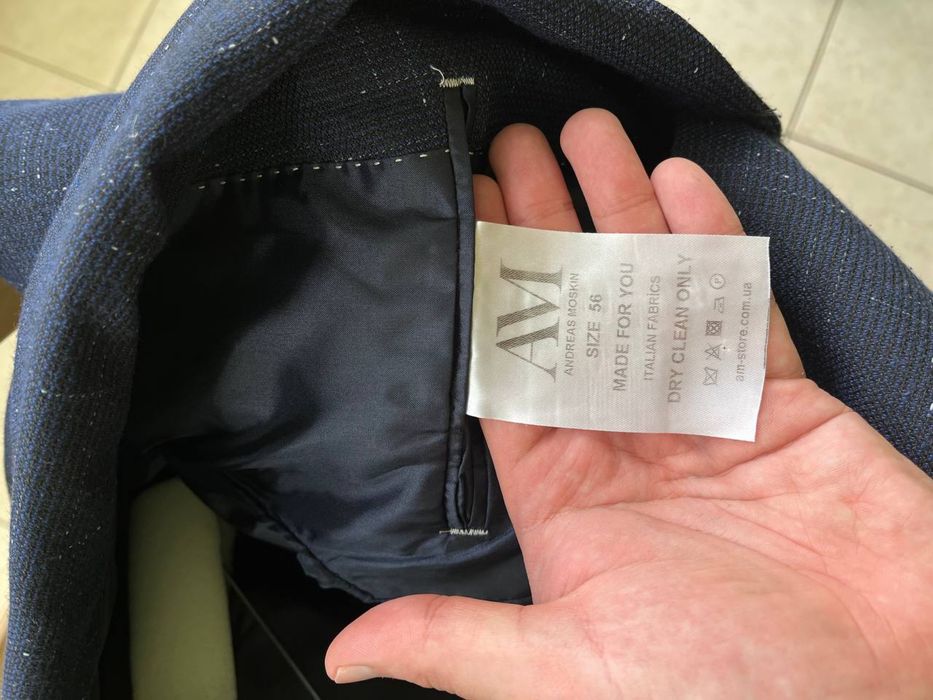 AM
ANDREAS MOSKIN
SIZE 56
MADE FOR YOU
ITALIAN FABRICS
DRY CLEAN ONLY
P
am-store.com.ua